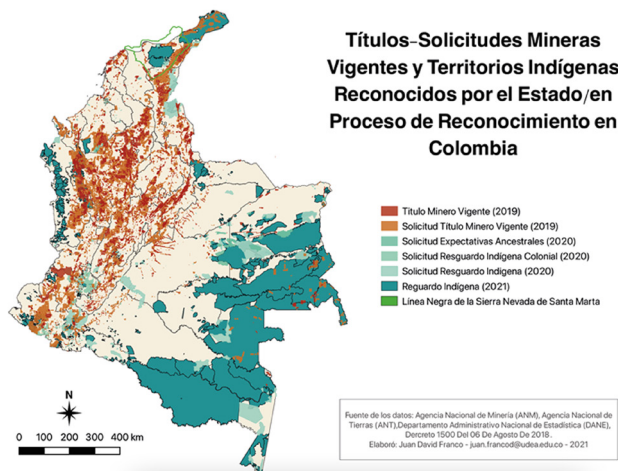 Títulos-Solicitudes Mineras
Vigentes y Territorios Indígenas
Reconocidos por el Estado/en
Proceso de Reconocimiento en
Colombia
Título Minero Vigente (2019)
Solicitud Título Minero Vigente (2019)
Solicitud Expectativas Ancestrales (2020)
Solicitud Resguardo Indígena Colonial (2020)
Solicitud Resguardo Indígena (2020)
Reguardo Indígena (2021)
Línea Negra de la Sierra Nevada de Santa Marta
N
0 100 200 300 400 km
Fuente de los datos: Agencia Nacional de Minería (ANM), Agencia Nacional de
Tierras (ANT),Departamento Administrativo Nacional de Estadística (DANE),
Dercreto 1500 Del 06 De Agosto De 2018.
Elaboró: Juan David Franco - juan.francod@udea.edu.co - 2021